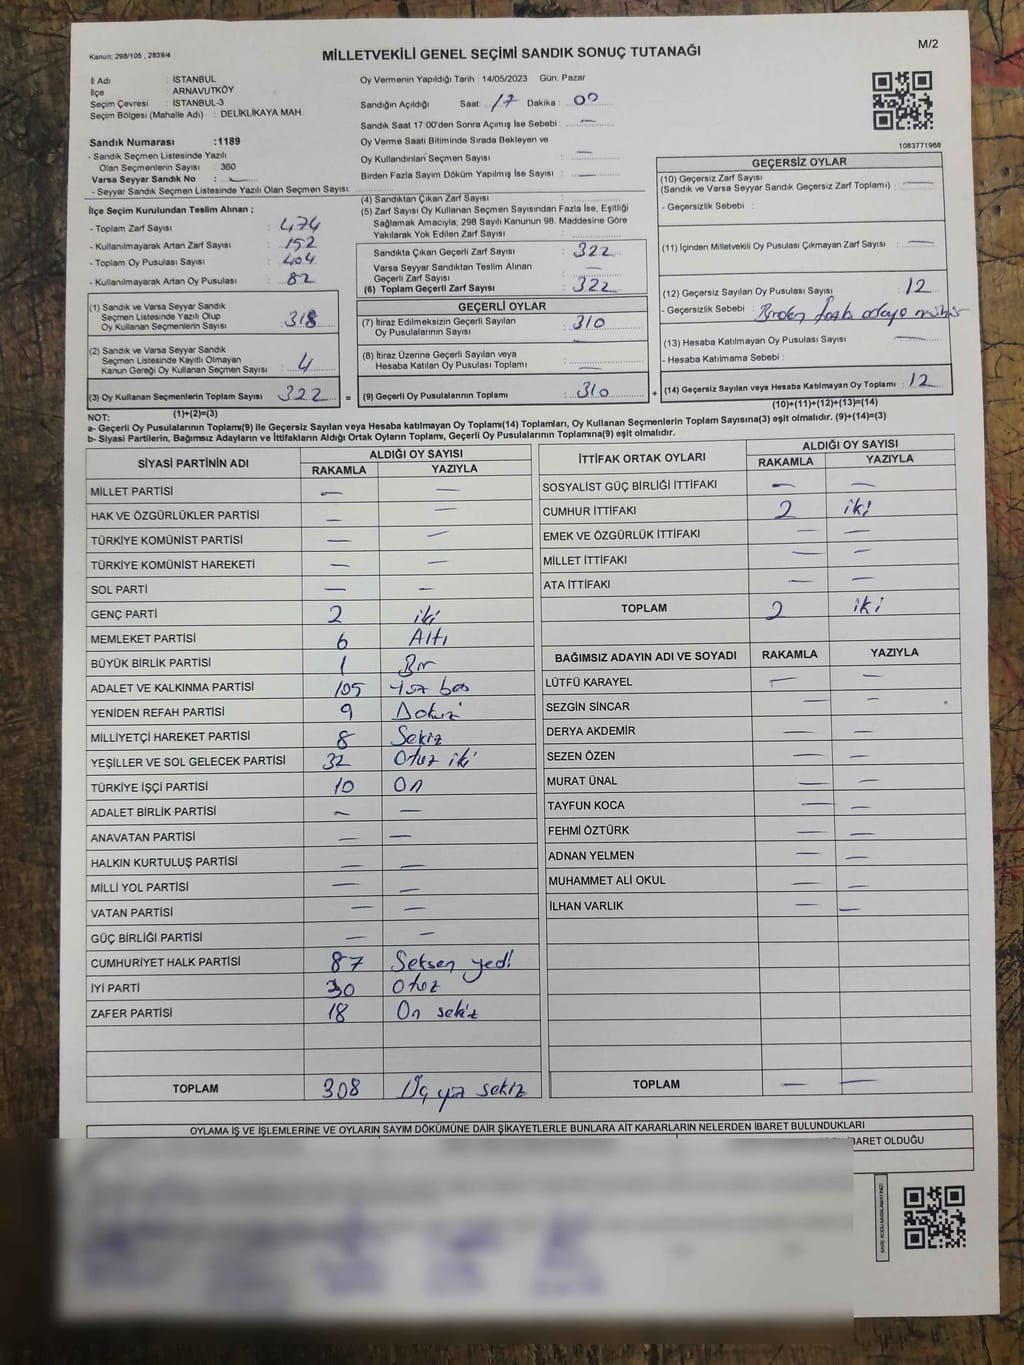 Kanun: 298/105 , 2839/4
MİLLETVEKİLİ GENEL SEÇİMİ SANDIK SONUÇ TUTANAĞI
M/2
İl Adı : İSTANBUL
İlçe : ARNAVUTKÖY
Seçim Çevresi : İSTANBUL-3
Seçim Bölgesi (Mahalle Adı) : DELİKLİKAYA MAH.
Sandık Numarası :1189
- Sandık Seçmen Listesinde Yazılı
Olan Seçmenlerin Sayısı : 360
Varsa Seyyar Sandık No : —
- Seyyar Sandık Seçmen Listesinde Yazılı Olan Seçmen Sayısı:
Oy Vermenin Yapıldığı Tarih : 14/05/2023 Gün: Pazar
Sandığın Açıldığı Saat: 17 Dakika : 00
Sandık Saat 17:00'den Sonra Açımış İse Sebebi : —
Oy Verme Saati Bitiminde Sırada Bekleyen ve
Oy Kullandırılan Seçmen Sayısı : —
Birden Fazla Sayım Döküm Yapılmış İse Sayısı : —
1083771968
İlçe Seçim Kurulundan Teslim Alınan ;
- Toplam Zarf Sayısı : 474
- Kullanılmayarak Artan Zarf Sayısı : 152
- Toplam Oy Pusulası Sayısı : 404
- Kullanılmayarak Artan Oy Pusulası : 82
(1) Sandık ve Varsa Seyyar Sandık
Seçmen Listesinde Yazılı Olup
Oy Kullanan Seçmenlerin Sayısı : 318
(2) Sandık ve Varsa Seyyar Sandık
Seçmen Listesinde Kayıtlı Olmayan
Kanun Gereği Oy Kullanan Seçmen Sayısı : 4
(3) Oy Kullanan Seçmenlerin Toplam Sayısı : 322 =
(4) Sandıktan Çıkan Zarf Sayısı :
(5) Zarf Sayısı Oy Kullanan Seçmen Sayısından Fazla İse, Eşitliği
Sağlamak Amacıyla; 298 Sayılı Kanunun 98. Maddesine Göre
Yakılarak Yok Edilen Zarf Sayısı :
Sandıkta Çıkan Geçerli Zarf Sayısı : 322
Varsa Seyyar Sandıktan Teslim Alınan
Geçerli Zarf Sayısı : —
(6) Toplam Geçerli Zarf Sayısı : 322
GEÇERLİ OYLAR
(7) İtiraz Edilmeksizin Geçerli Sayılan
Oy Pusulalarının Sayısı : 310
(8) İtiraz Üzerine Geçerli Sayılan veya
Hesaba Katılan Oy Pusulası Toplamı : —
(9) Geçerli Oy Pusulalarının Toplamı : 310 +
GEÇERSİZ OYLAR
(10) Geçersiz Zarf Sayısı
(Sandık ve Varsa Seyyar Sandık Geçersiz Zarf Toplamı) : —
- Geçersizlik Sebebi :
(11) İçinden Milletvekili Oy Pusulası Çıkmayan Zarf Sayısı : —
(12) Geçersiz Sayılan Oy Pusulası Sayısı : 12
- Geçersizlik Sebebi : Birden fazla adaya mühür
(13) Hesaba Katılmayan Oy Pusulası Sayısı : —
- Hesaba Katılmama Sebebi :
(14) Geçersiz Sayılan veya Hesaba Katılmayan Oy Toplamı : 12
NOT: (1)+(2)=(3) (10)+(11)+(12)+(13)=(14)
a- Geçerli Oy Pusulaları Toplamı(9) ile Geçersiz Sayılan veya Hesaba katılmayan Oy Toplamı(14) Toplamları, Oy Kullanan Seçmenlerin Toplam Sayısına(3) eşit olmalıdır. (9)+(14)=(3)
b- Siyasi Partilerin, Bağımsız Adayların ve İttifakların Aldığı Ortak Oyların Toplamı, Geçerli Oy Pusulalarının Toplamına(9) eşit olmalıdır.
SİYASİ PARTİNİN ADI ALDIĞI OY SAYISI
RAKAMLA YAZIYLA
MİLLET PARTİSİ — —
HAK VE ÖZGÜRLÜKLER PARTİSİ — —
TÜRKİYE KOMÜNİST PARTİSİ — —
TÜRKİYE KOMÜNİST HAREKETİ — —
SOL PARTİ — —
GENÇ PARTİ 2 iki
MEMLEKET PARTİSİ 6 Altı
BÜYÜK BİRLİK PARTİSİ 1 Bir
ADALET VE KALKINMA PARTİSİ 105 yüz beş
YENİDEN REFAH PARTİSİ 9 Dokuz
MİLLİYETÇİ HAREKET PARTİSİ 8 Sekiz
YEŞİLLER VE SOL GELECEK PARTİSİ 32 Otuz iki
TÜRKİYE İŞÇİ PARTİSİ 10 On
ADALET BİRLİK PARTİSİ — —
ANAVATAN PARTİSİ — —
HALKIN KURTULUŞ PARTİSİ — —
MİLLİ YOL PARTİSİ — —
VATAN PARTİSİ — —
GÜÇ BİRLİĞİ PARTİSİ — —
CUMHURİYET HALK PARTİSİ 87 Seksen yedi
İYİ PARTİ 30 otuz
ZAFER PARTİSİ 18 On sekiz
TOPLAM 308 Üç yüz sekiz
İTTİFAK ORTAK OYLARI ALDIĞI OY SAYISI
RAKAMLA YAZIYLA
SOSYALİST GÜÇ BİRLİĞİ İTTİFAKI — —
CUMHUR İTTİFAKI 2 iki
EMEK VE ÖZGÜRLÜK İTTİFAKI — —
MİLLET İTTİFAKI — —
ATA İTTİFAKI — —
TOPLAM 2 iki
BAĞIMSIZ ADAYIN ADI VE SOYADI RAKAMLA YAZIYLA
LÜTFÜ KARAYEL — —
SEZGİN SİNCAR — —
DERYA AKDEMİR — —
SEZEN ÖZEN — —
MURAT ÜNAL — —
TAYFUN KOCA — —
FEHMİ ÖZTÜRK — —
ADNAN YELMEN — —
MUHAMMET ALİ OKUL — —
İLHAN VARLIK — —
TOPLAM — —
OYLAMA İŞ VE İŞLEMLERİNE VE OYLARIN SAYIM DÖKÜMÜNE DAİR ŞİKAYETLERLE BUNLARA AİT KARARLARIN NELERDEN İBARET BULUNDUKLARI
İBARET OLDUĞU
KARE KODU KARALAMAYINIZ!